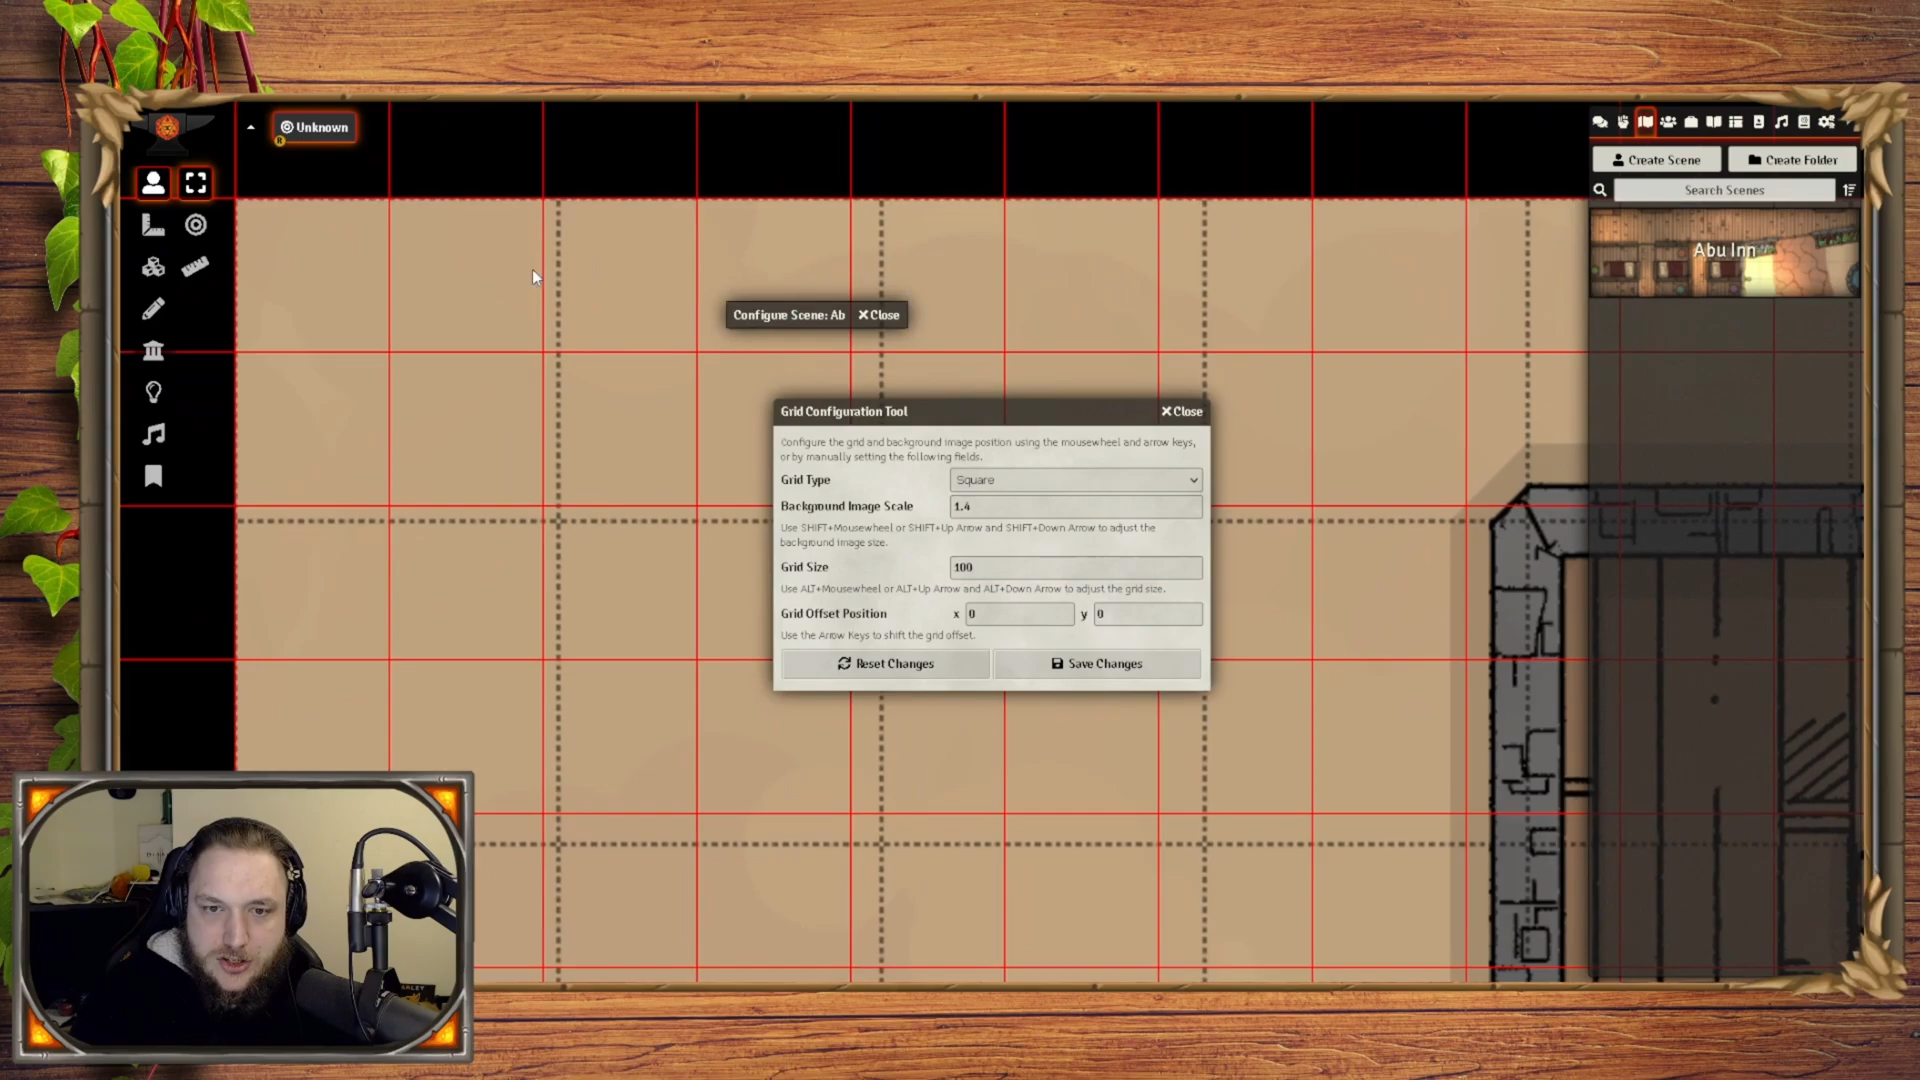 Unknown
R
Create Scene
Create Folder
Search Scenes
Abu Inn
Configure Scene: Ab
Close
Grid Configuration Tool
Close
Configure the grid and background image position using the mousewheel and arrow keys,
or by manually setting the following fields.
Grid Type
Square
Background Image Scale
1.4
Use SHIFT+Mousewheel or SHIFT+Up Arrow and SHIFT+Down Arrow to adjust the
background image size.
Grid Size
100
Use ALT+Mousewheel or ALT+Up Arrow and ALT+Down Arrow to adjust the grid size.
Grid Offset Position
x
0
y
0
Use the Arrow Keys to shift the grid offset.
Reset Changes
Save Changes